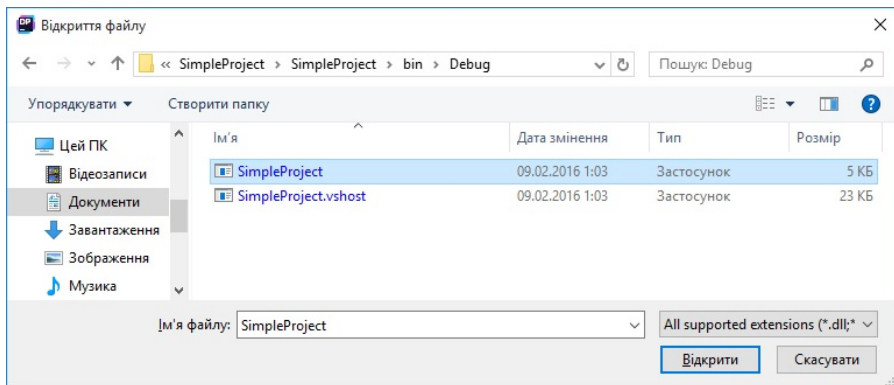 DP Відкриття файлу
« SimpleProject › SimpleProject › bin › Debug Пошук: Debug
Упорядкувати Створити папку ?
Цей ПК
Відеозаписи
Документи
Завантаження
Зображення
Музика
Ім'я Дата змінення Тип Розмір
SimpleProject 09.02.2016 1:03 Застосунок 5 КБ
SimpleProject.vshost 09.02.2016 1:03 Застосунок 23 КБ
Ім'я файлу: SimpleProject All supported extensions (*.dll;*
Відкрити Скасувати